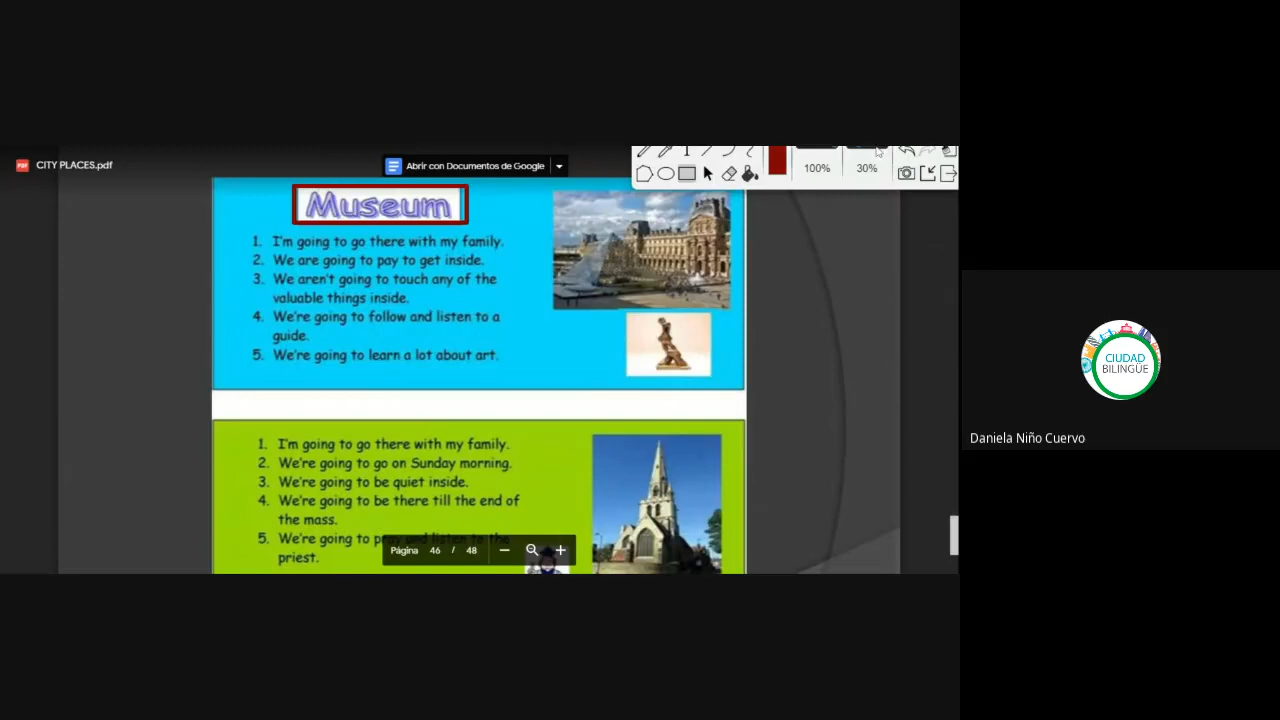 CITY PLACES.pdf
Abrir con Documentos de Google
100%
30%
Museum
1. I'm going to go there with my family.
2. We are going to pay to get inside.
3. We aren't going to touch any of the
valuable things inside.
4. We're going to follow and listen to a
guide.
5. We're going to learn a lot about art.
1. I'm going to go there with my family.
2. We're going to go on Sunday morning.
3. We're going to be quiet inside.
4. We're going to be there till the end of
the mass.
5. We're going to pray and listen to the
priest.
Página 46 / 48
CIUDAD
BILINGÜE
Daniela Niño Cuervo